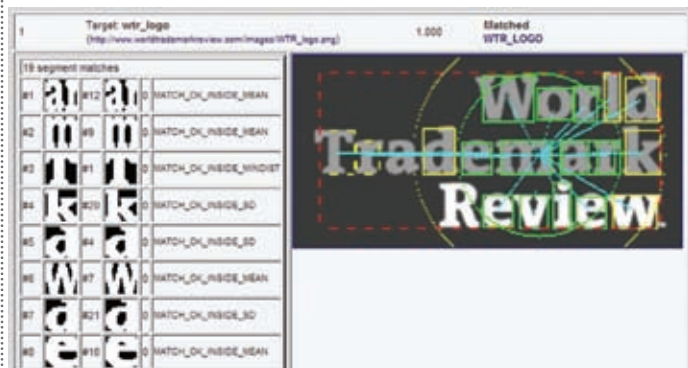 1 Target: wtr_logo 1.000 Matched
(http://www.worldtrademarkreview.com/images/WTR_logo.png) WTR_LOGO
19 segment matches
#1 #12 0 MATCH_OK_INSIDE_MEAN
#2 #9 0 MATCH_OK_INSIDE_MEAN
#3 #1 0 MATCH_OK_INSIDE_MINDIST
#4 k #20 k 0 MATCH_OK_INSIDE_SD
#5 a #4 a 0 MATCH_OK_INSIDE_SD
#6 W #7 W 0 MATCH_OK_INSIDE_MEAN
#7 a #21 a 0 MATCH_OK_INSIDE_SD
#8 e #10 e 0 MATCH_OK_INSIDE_MEAN
World
Trademark
Review